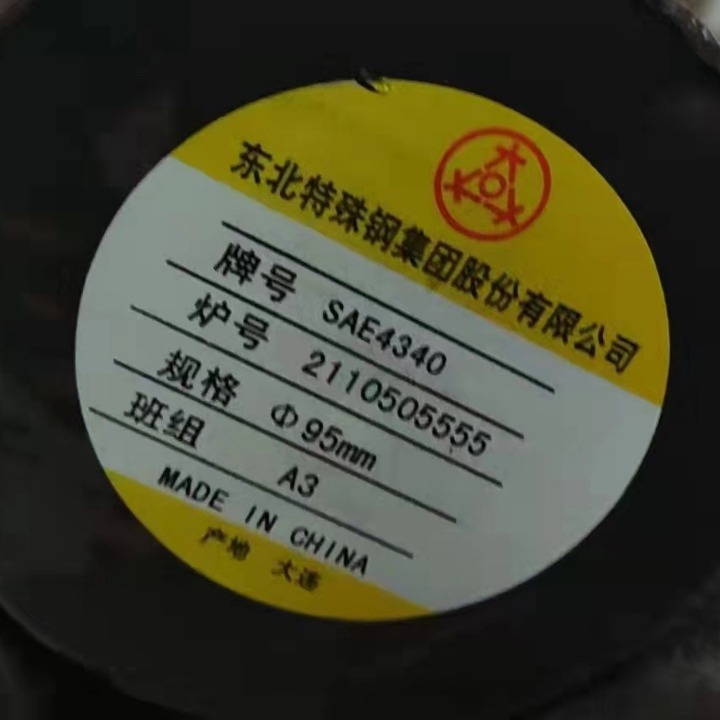 东北特殊钢集团股份有限公司
牌号 SAE4340
炉号 2110505555
规格 Φ95mm
班组 A3
MADE IN CHINA
产地 大连